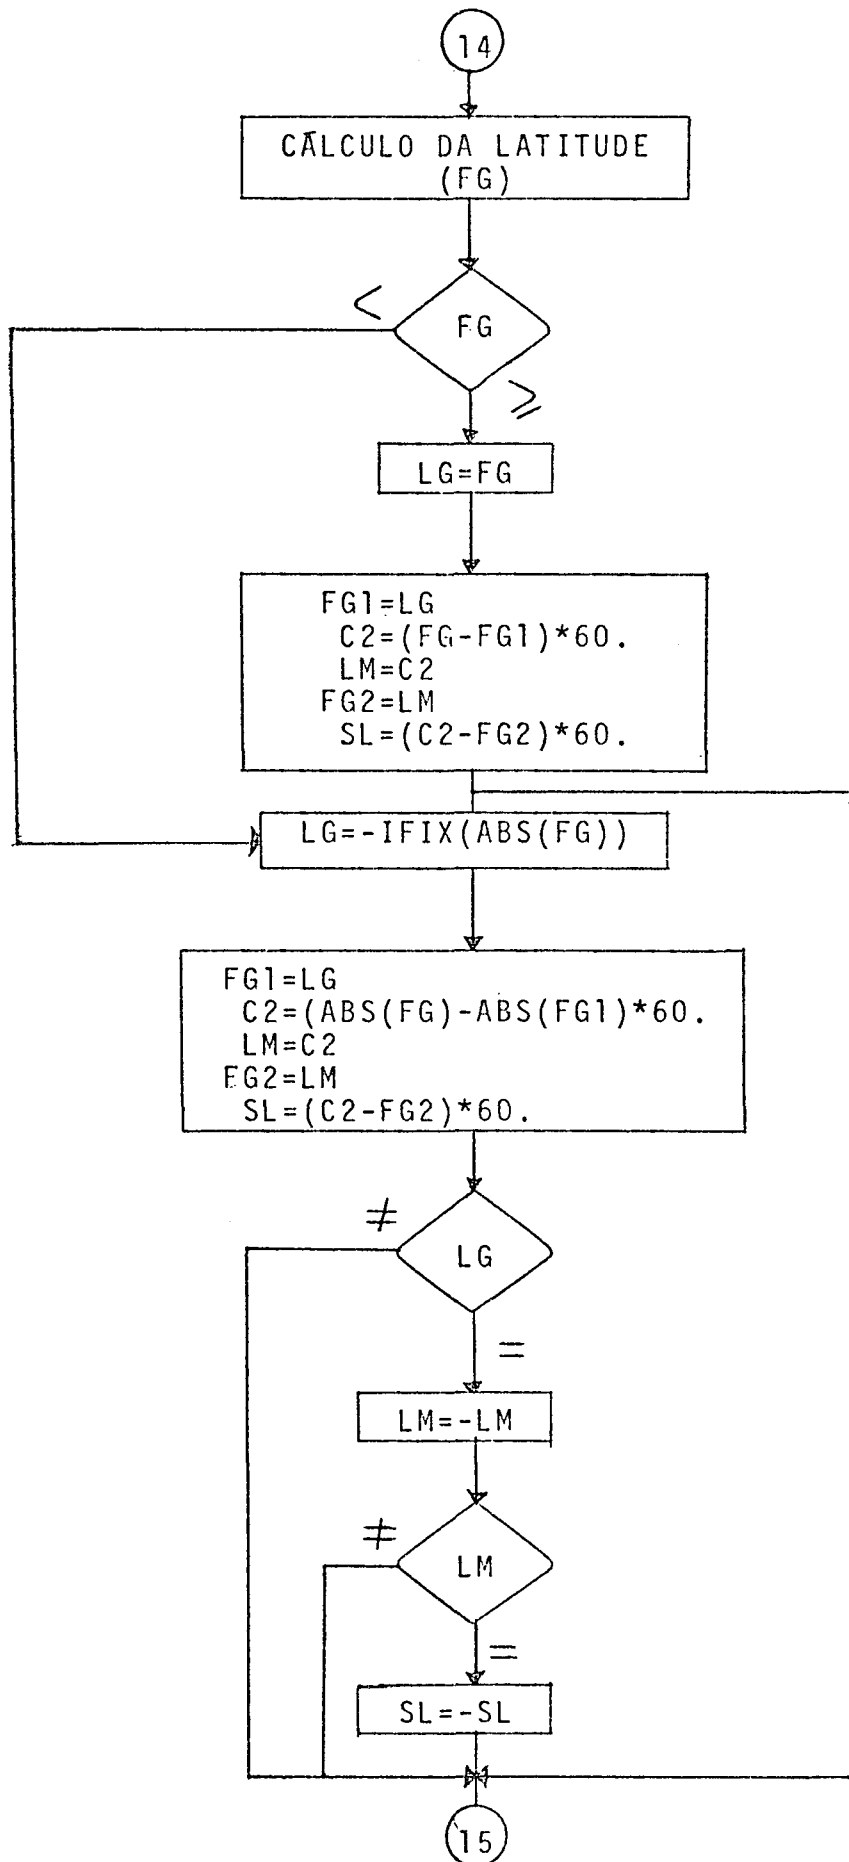 14
CÁLCULO DA LATITUDE
(FG)
<
FG
≥
LG=FG
FG1=LG
C2=(FG-FG1)*60.
LM=C2
FG2=LM
SL=(C2-FG2)*60.
LG=-IFIX(ABS(FG))
FG1=LG
C2=(ABS(FG)-ABS(FG1)*60.
LM=C2
FG2=LM
SL=(C2-FG2)*60.
≠
LG
=
LM=-LM
≠
LM
=
SL=-SL
15